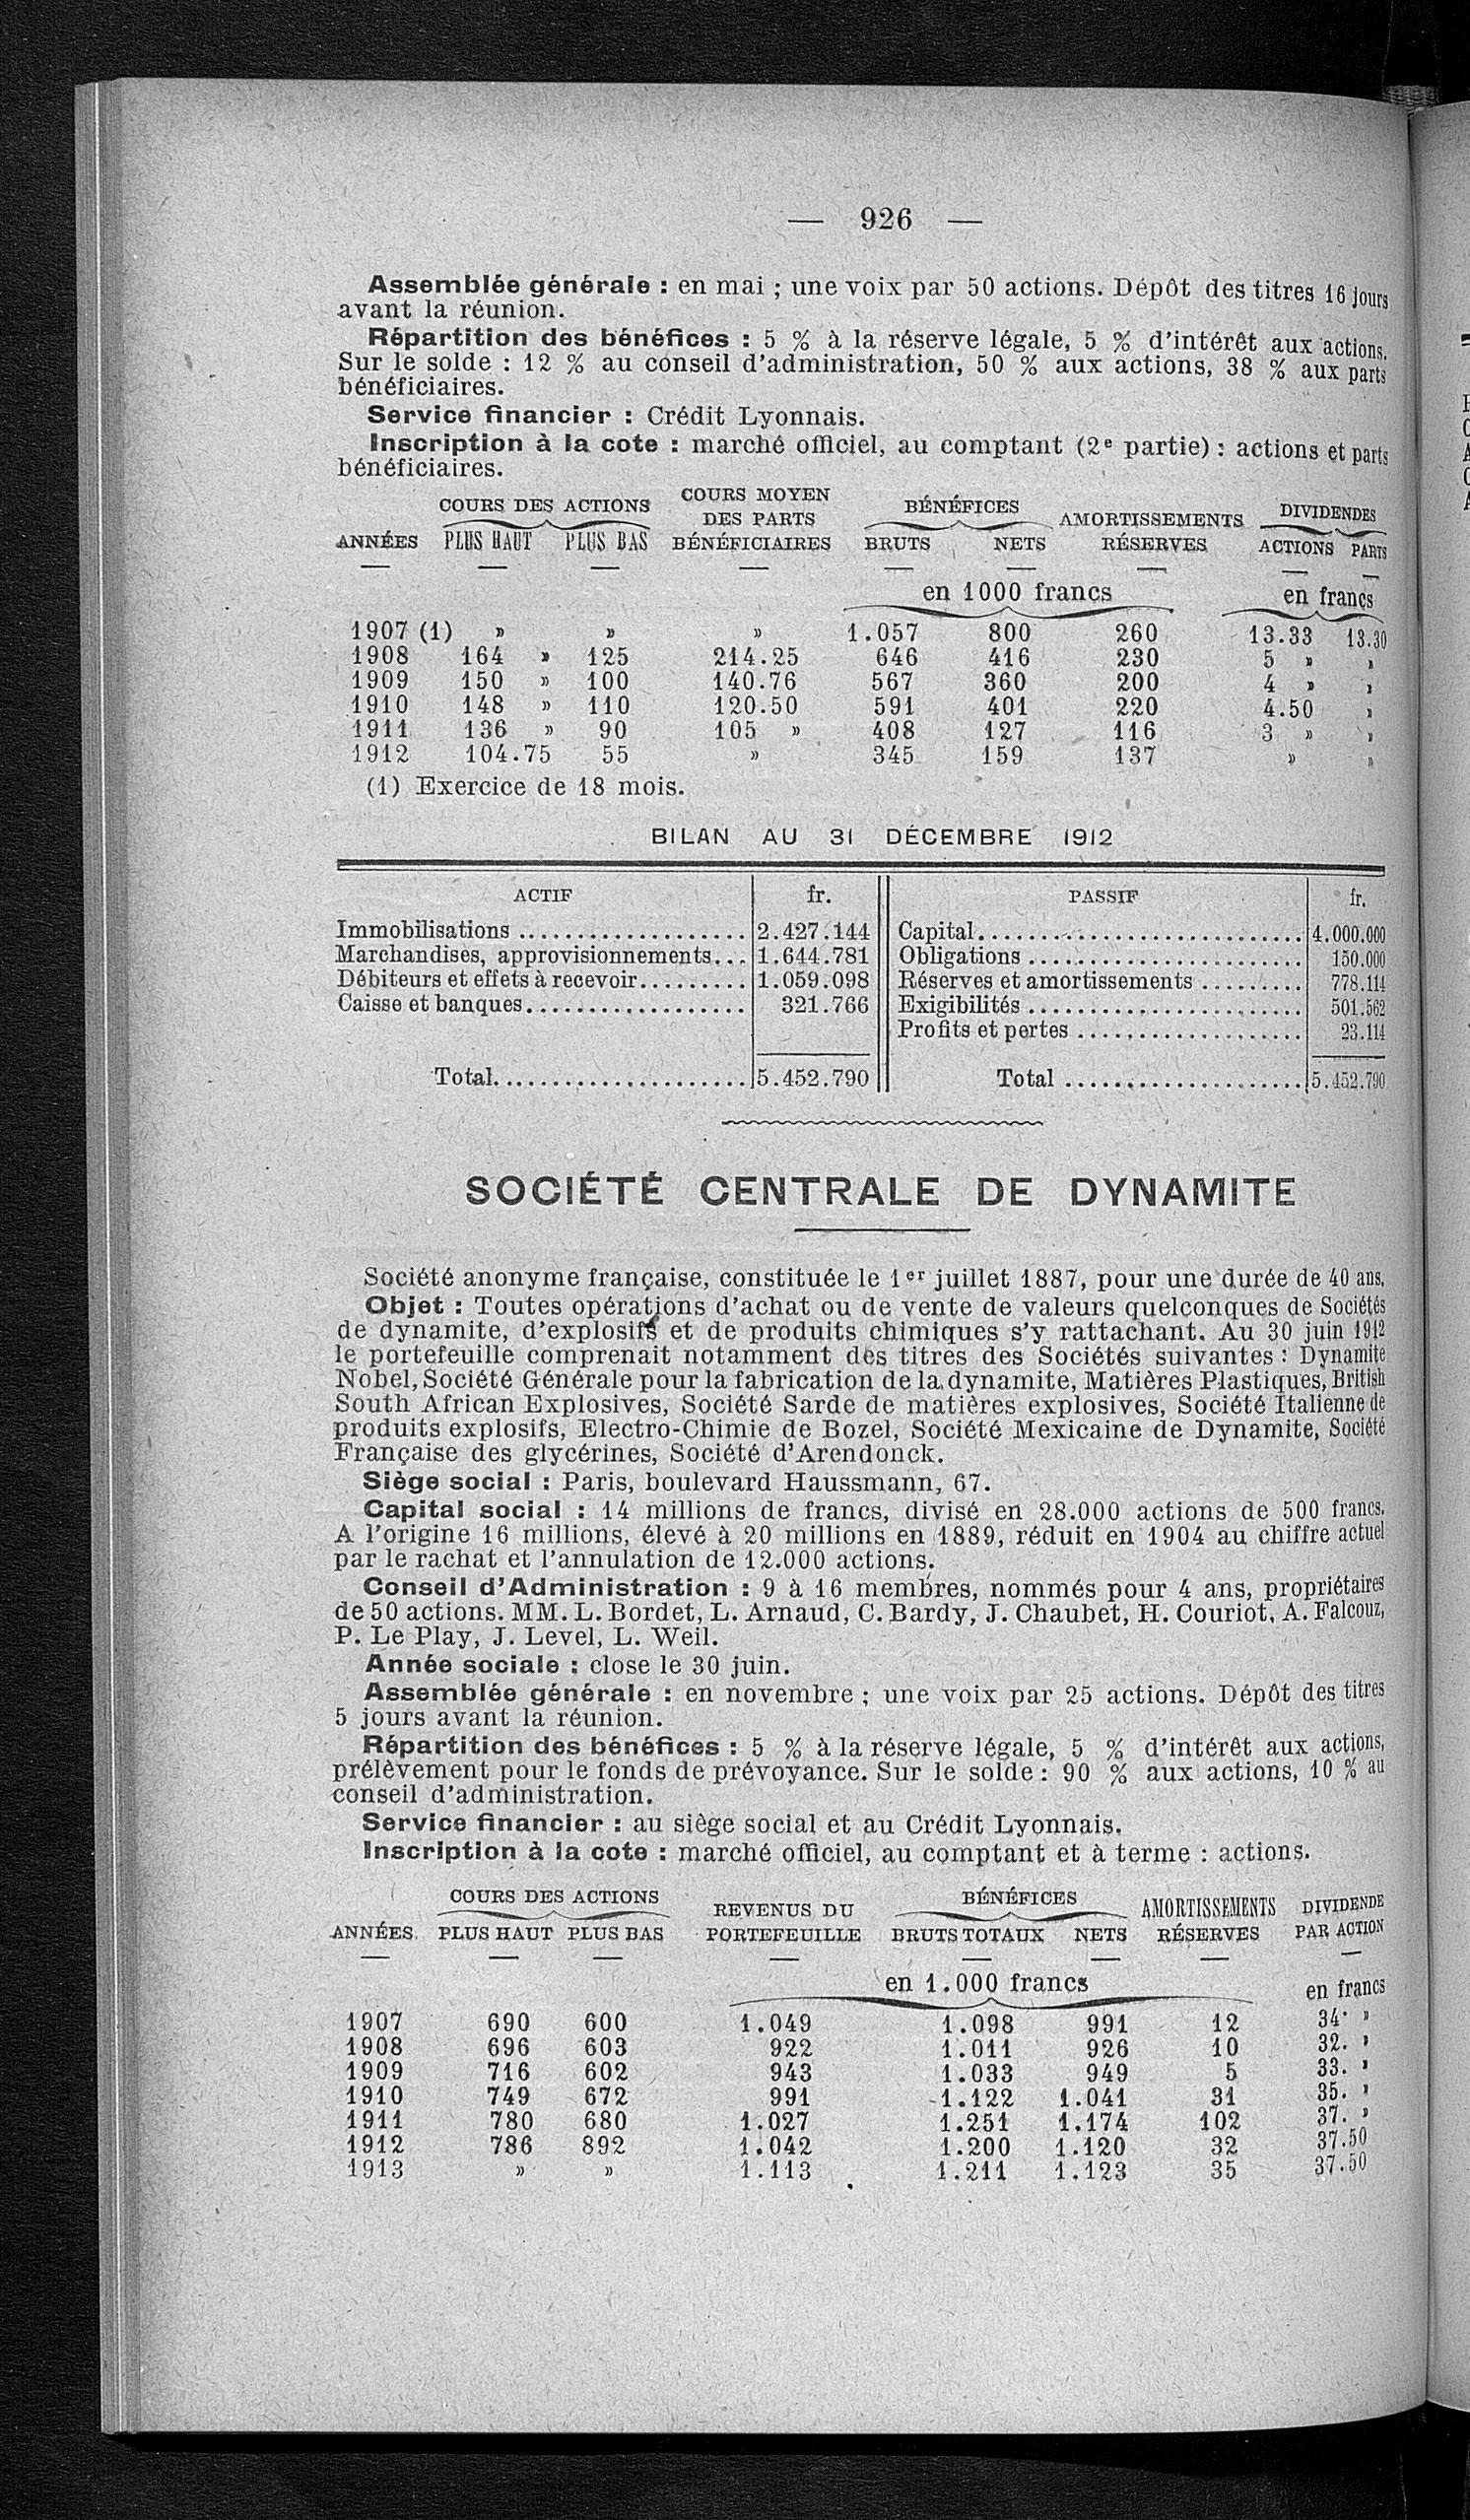 — 926 —
Assemblée générale : en mai ; une voix par 50 actions. Dépôt des titres 16 jours
avant la réunion.
Répartition des bénéfices : 5 % à la réserve légale, 5 % d'intérêt aux actions.
Sur le solde : 12 % au conseil d'administration, 50 % aux actions, 38 % aux parts
bénéficiaires.
Service financier : Crédit Lyonnais.
Inscription à la cote : marché officiel, au comptant (2e partie) : actions et parts
bénéficiaires.
COURS DES ACTIONS COURS MOYEN DES PARTS BÉNÉFICIAIRES BÉNÉFICES AMORTISSEMENTS RÉSERVES DIVIDENDES
ANNÉES PLUS HAUT PLUS BAS BRUTS NETS ACTIONS PARTS
en 1000 francs en francs
1907 (1) » » » 1.057 800 260 13.33 13.30
1908 164 » 125 214.25 646 416 230 5 » »
1909 150 » 100 140.76 567 360 200 4 » »
1910 148 » 110 120.50 591 401 220 4.50 »
1911 136 » 90 105 » 408 127 116 3 » »
1912 104.75 55 » 345 159 137 » »
(1) Exercice de 18 mois.
BILAN AU 31 DÉCEMBRE 1912
ACTIF fr. PASSIF fr.
Immobilisations 2.427.144 Capital 4.000.000
Marchandises, approvisionnements 1.644.781 Obligations 150.000
Débiteurs et effets à recevoir 1.059.098 Réserves et amortissements 778.114
Caisse et banques 321.766 Exigibilités 501.562
Profits et pertes 23.114
Total 5.452.790 Total 5.452.790
SOCIÉTÉ CENTRALE DE DYNAMITE
Société anonyme française, constituée le 1er juillet 1887, pour une durée de 40 ans.
Objet : Toutes opérations d'achat ou de vente de valeurs quelconques de Sociétés
de dynamite, d'explosifs et de produits chimiques s'y rattachant. Au 30 juin 1912
le portefeuille comprenait notamment des titres des Sociétés suivantes : Dynamite
Nobel, Société Générale pour la fabrication de la dynamite, Matières Plastiques, British
South African Explosives, Société Sarde de matières explosives, Société Italienne de
produits explosifs, Electro-Chimie de Bozel, Société Mexicaine de Dynamite, Société
Française des glycérines, Société d'Arendonck.
Siège social : Paris, boulevard Haussmann, 67.
Capital social : 14 millions de francs, divisé en 28.000 actions de 500 francs.
A l'origine 16 millions, élevé à 20 millions en 1889, réduit en 1904 au chiffre actuel
par le rachat et l'annulation de 12.000 actions.
Conseil d'Administration : 9 à 16 membres, nommés pour 4 ans, propriétaires
de 50 actions. MM. L. Bordet, L. Arnaud, C. Bardy, J. Chaubet, H. Couriot, A. Falcouz,
P. Le Play, J. Level, L. Weil.
Année sociale : close le 30 juin.
Assemblée générale : en novembre ; une voix par 25 actions. Dépôt des titres
5 jours avant la réunion.
Répartition des bénéfices : 5 % à la réserve légale, 5 % d'intérêt aux actions,
prélèvement pour le fonds de prévoyance. Sur le solde : 90 % aux actions, 10 % au
conseil d'administration.
Service financier : au siège social et au Crédit Lyonnais.
Inscription à la cote : marché officiel, au comptant et à terme : actions.
COURS DES ACTIONS REVENUS DU BÉNÉFICES AMORTISSEMENTS DIVIDENDE
ANNÉES PLUS HAUT PLUS BAS PORTEFEUILLE BRUTS TOTAUX NETS RÉSERVES PAR ACTION
en 1.000 francs en francs
1907 690 600 1.049 1.098 991 12 34 »
1908 696 603 922 1.011 926 10 32. »
1909 716 602 943 1.033 949 5 33. »
1910 749 672 991 1.122 1.041 31 35. »
1911 780 680 1.027 1.251 1.174 102 37. »
1912 786 892 1.042 1.200 1.120 32 37.50
1913 » » 1.113 1.211 1.123 35 37.50